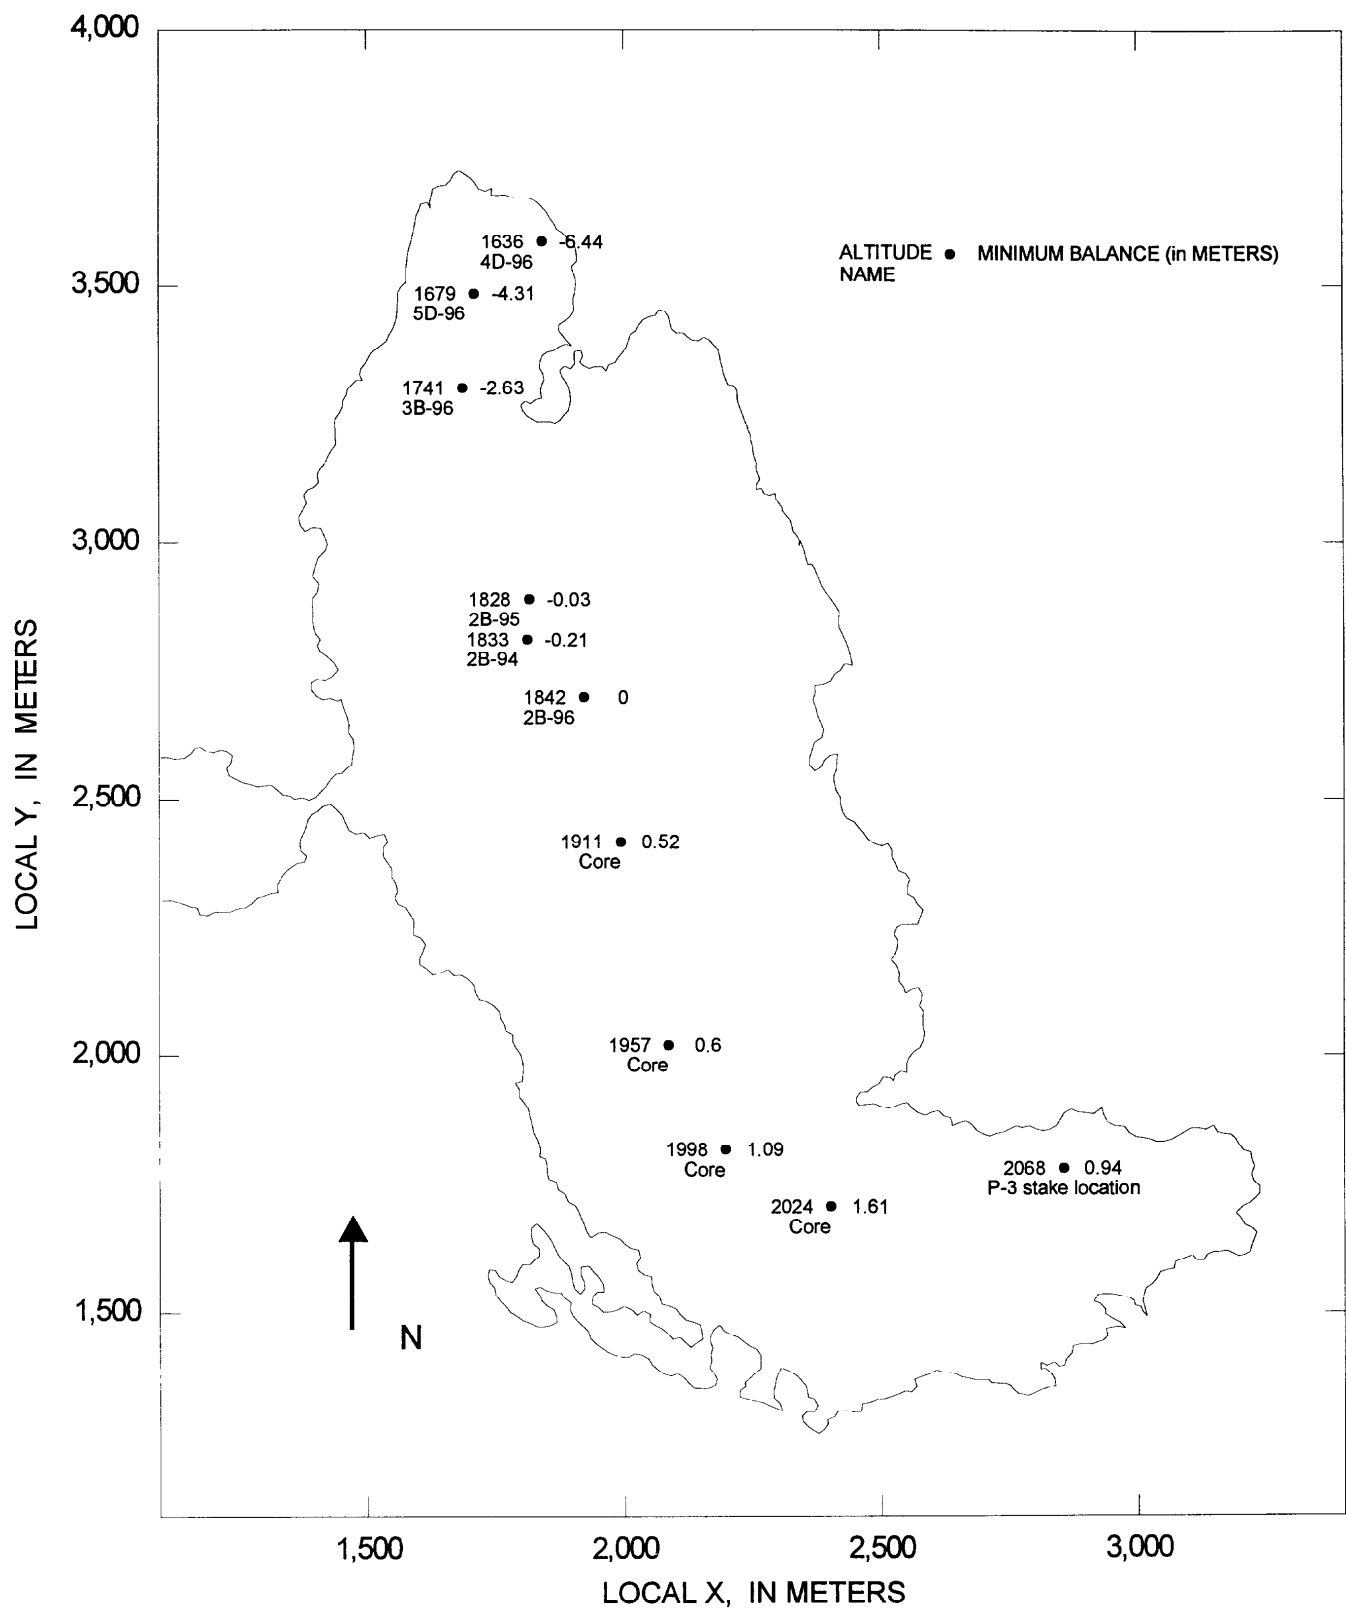 4,000
1636 -6.44
4D-96
ALTITUDE MINIMUM BALANCE (in METERS)
NAME
3,500
1679 -4.31
5D-96
1741 -2.63
3B-96
3,000
1828 -0.03
2B-95
1833 -0.21
2B-94
1842 0
2B-96
2,500
1911 0.52
Core
2,000
1957 0.6
Core
1998 1.09
Core
2068 0.94
P-3 stake location
2024 1.61
Core
1,500
N
LOCAL Y, IN METERS
1,500 2,000 2,500 3,000
LOCAL X, IN METERS